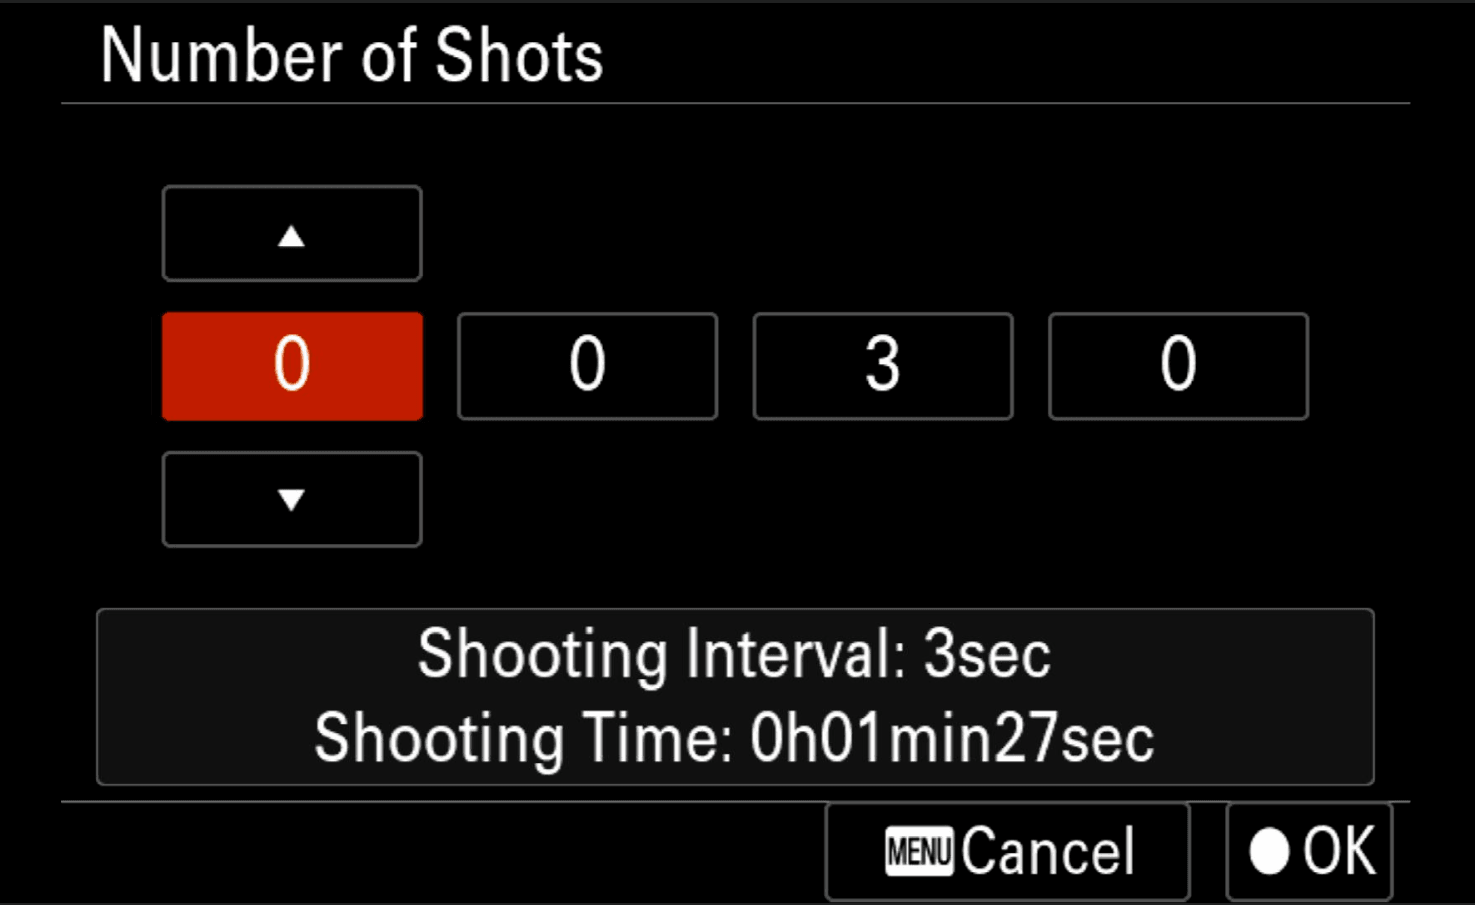 Number of Shots
▲
0 0 3 0
▼
Shooting Interval: 3sec
Shooting Time: 0h01min27sec
MENU Cancel ● OK